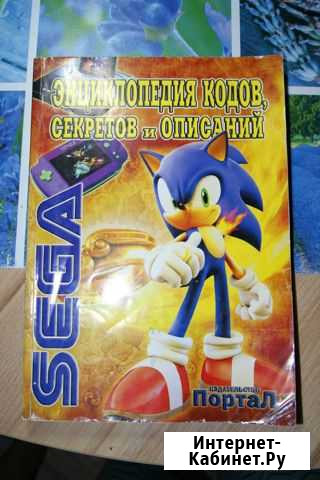 ЭНЦИКЛОПЕДИЯ КОДОВ,
СЕКРЕТОВ и ОПИСАНИЙ
SEGA
ИЗДАТЕЛЬСТВО
ПОРТАЛ
Интернет-
Кабинет.Ру